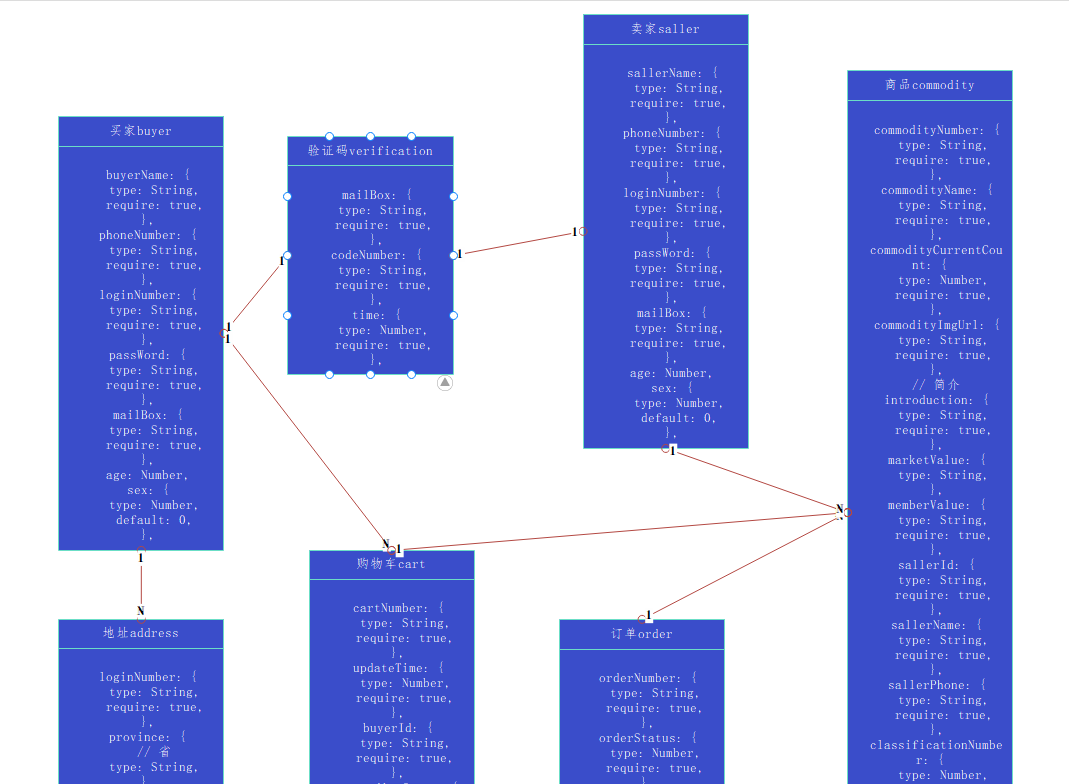 买家buyer
buyerName: {
type: String,
require: true,
},
phoneNumber: {
type: String,
require: true,
},
loginNumber: {
type: String,
require: true,
},
passWord: {
type: String,
require: true,
},
mailBox: {
type: String,
require: true,
},
age: Number,
sex: {
type: Number,
default: 0,
},
1
1
1
N
地址address
loginNumber: {
type: String,
require: true,
},
province: {
// 省
type: String,
}
验证码verification
mailBox: {
type: String,
require: true,
},
codeNumber: {
type: String,
require: true,
},
time: {
type: Number,
require: true,
},
1
1
1
N
1
购物车cart
cartNumber: {
type: String,
require: true,
},
updateTime: {
type: Number,
require: true,
},
buyerId: {
type: String,
require: true,
},
卖家saller
sallerName: {
type: String,
require: true,
},
phoneNumber: {
type: String,
require: true,
},
loginNumber: {
type: String,
require: true,
},
passWord: {
type: String,
require: true,
},
mailBox: {
type: String,
require: true,
},
age: Number,
sex: {
type: Number,
default: 0,
},
1
N
1
订单order
orderNumber: {
type: String,
require: true,
},
orderStatus: {
type: Number,
require: true,
},
商品commodity
commodityNumber: {
type: String,
require: true,
},
commodityName: {
type: String,
require: true,
},
commodityCurrentCou
nt: {
type: Number,
require: true,
},
commodityImgUrl: {
type: String,
require: true,
},
// 简介
introduction: {
type: String,
require: true,
},
marketValue: {
type: String,
},
memberValue: {
type: String,
require: true,
},
sallerId: {
type: String,
require: true,
},
sallerName: {
type: String,
require: true,
},
sallerPhone: {
type: String,
require: true,
},
classificationNumbe
r: {
type: Number,